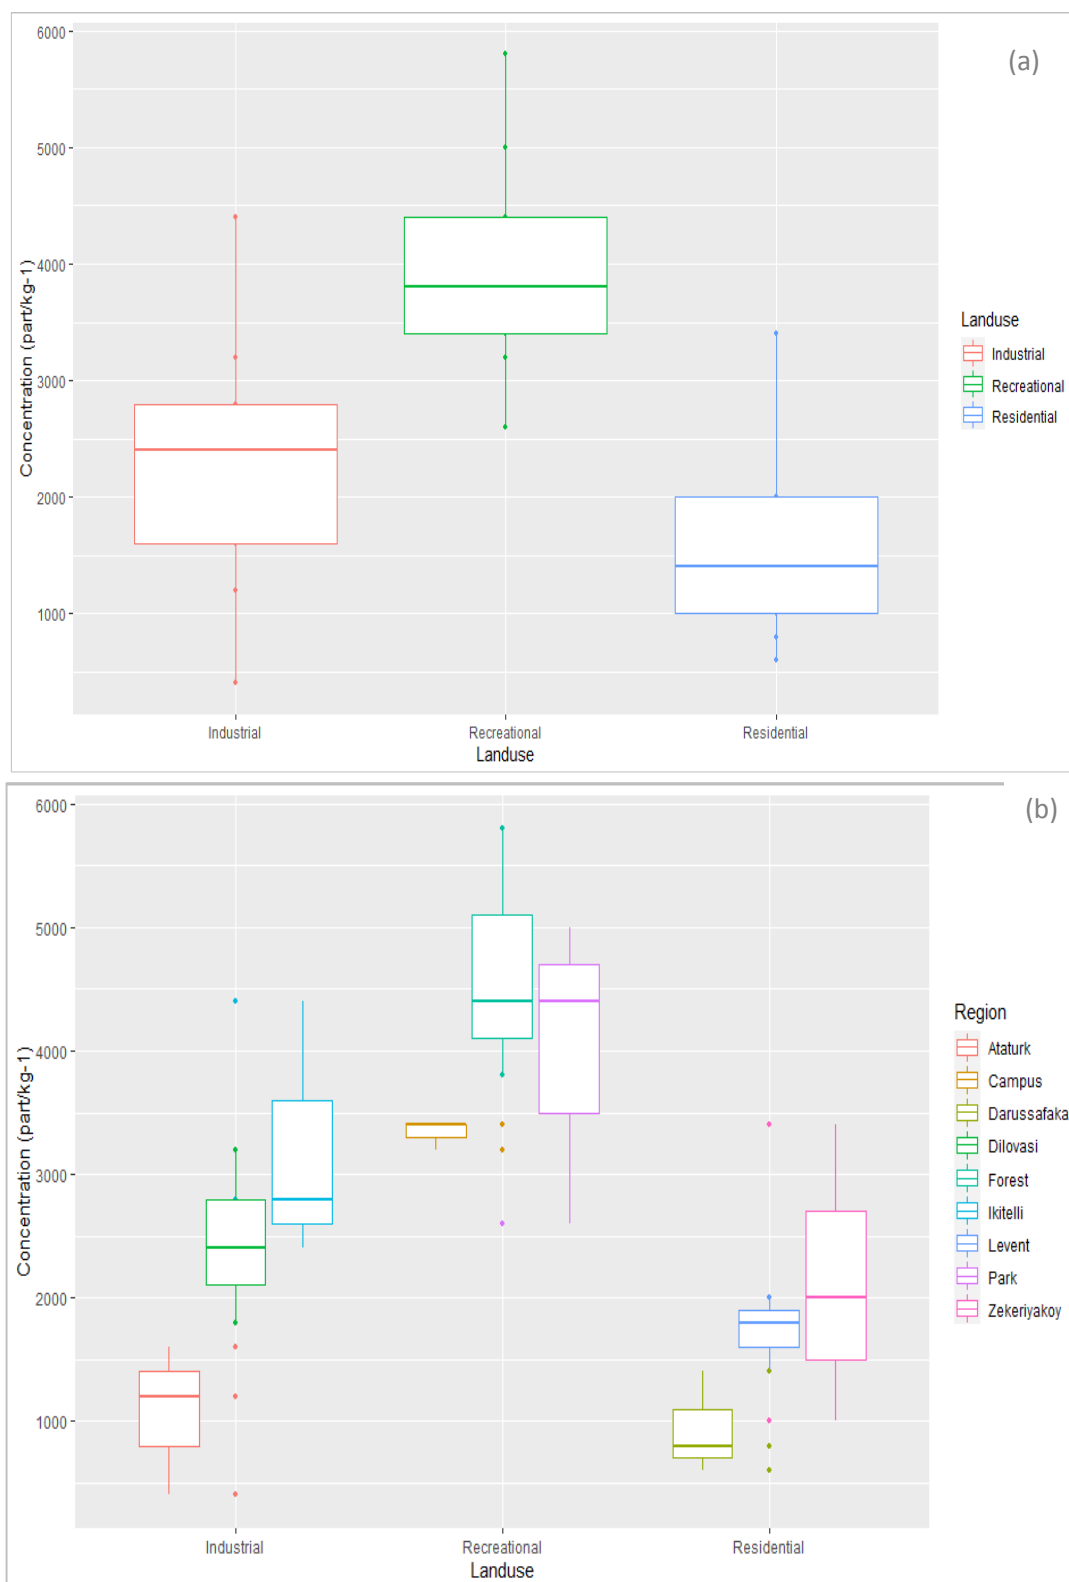 (a)
6000
5000
4000
3000
2000
1000
Concentration (part/kg-1)
Industrial
Recreational
Residential
Landuse
Landuse
Industrial
Recreational
Residential
(b)
6000
5000
4000
3000
2000
1000
Concentration (part/kg-1)
Industrial
Recreational
Residential
Landuse
Region
Ataturk
Campus
Darussafaka
Dilovasi
Forest
Ikitelli
Levent
Park
Zekeriyakoy